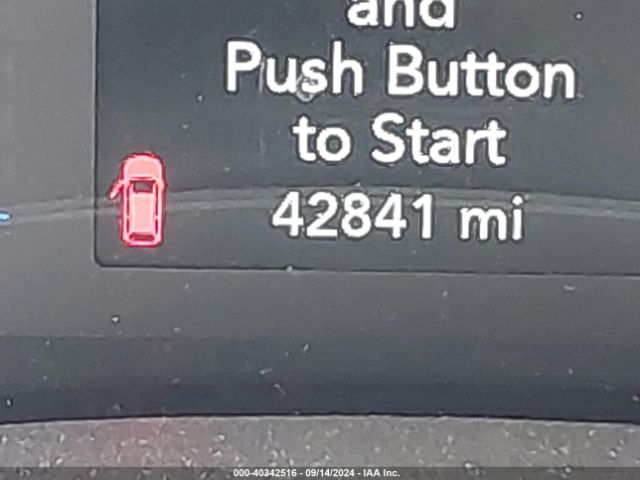 and
Push Button
to Start
42841 mi
000-40342516 - 09/14/2024 - IAA Inc.